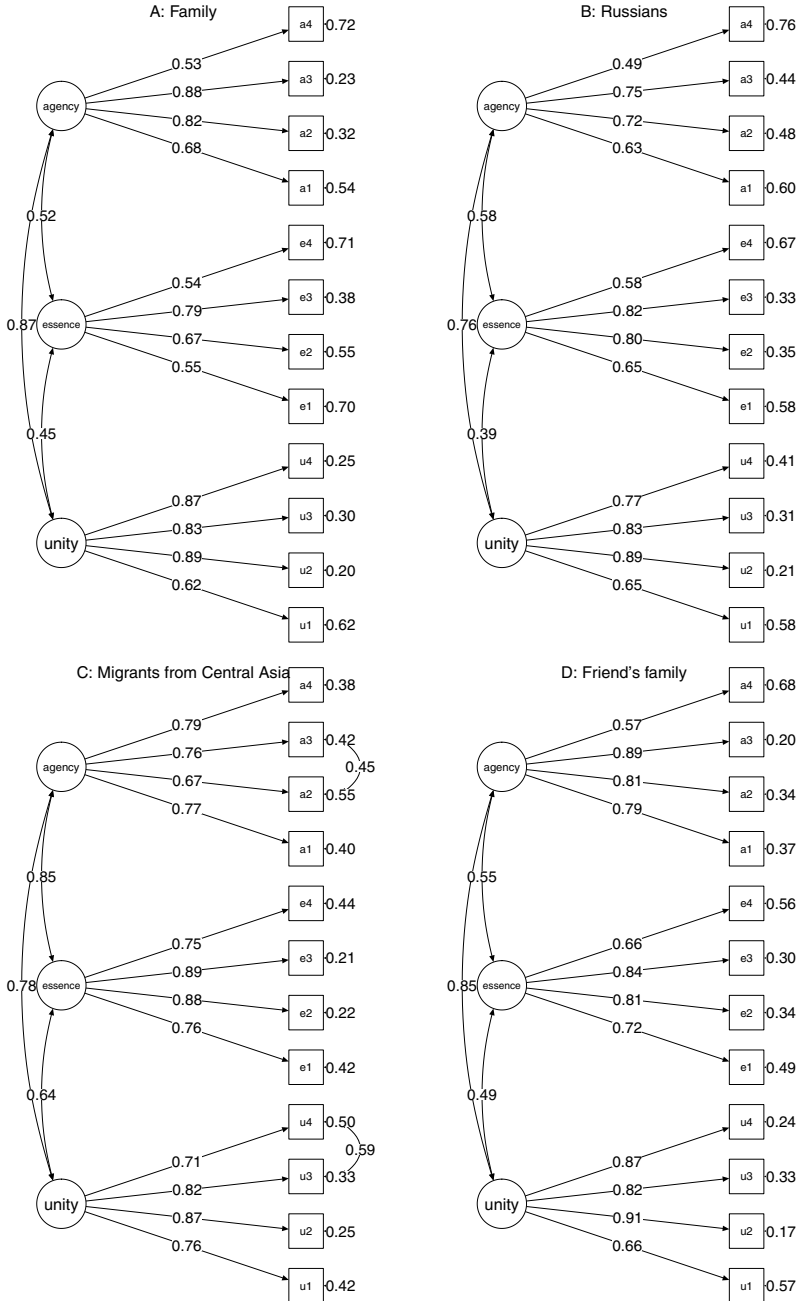 A: Family
a4 0.72
0.53
a3 0.23
0.88
agency
0.82
a2 0.32
0.68
a1 0.54
0.52
e4 0.71
0.54
e3 0.38
0.79
0.87
essence
0.67
e2 0.55
0.55
e1 0.70
0.45
u4 0.25
0.87
u3 0.30
0.83
unity
0.89
u2 0.20
0.62
u1 0.62
B: Russians
a4 0.76
0.49
a3 0.44
0.75
agency
0.72
a2 0.48
0.63
a1 0.60
0.58
e4 0.67
0.58
e3 0.33
0.82
0.76
essence
0.80
e2 0.35
0.65
e1 0.58
0.39
u4 0.41
0.77
u3 0.31
0.83
unity
0.89
u2 0.21
0.65
u1 0.58
C: Migrants from Central Asia
a4 0.38
0.79
a3 0.42
0.76
agency
0.45
0.67
a2 0.55
0.77
a1 0.40
0.85
e4 0.44
0.75
e3 0.21
0.89
0.78
essence
0.88
e2 0.22
0.76
e1 0.42
0.64
u4 0.50
0.59
0.71
u3 0.33
0.82
unity
0.87
u2 0.25
0.76
u1 0.42
D: Friend's family
a4 0.68
0.57
a3 0.20
0.89
agency
0.81
a2 0.34
0.79
a1 0.37
0.55
e4 0.56
0.66
e3 0.30
0.84
0.85
essence
0.81
e2 0.34
0.72
e1 0.49
0.49
u4 0.24
0.87
u3 0.33
0.82
unity
0.91
u2 0.17
0.66
u1 0.57